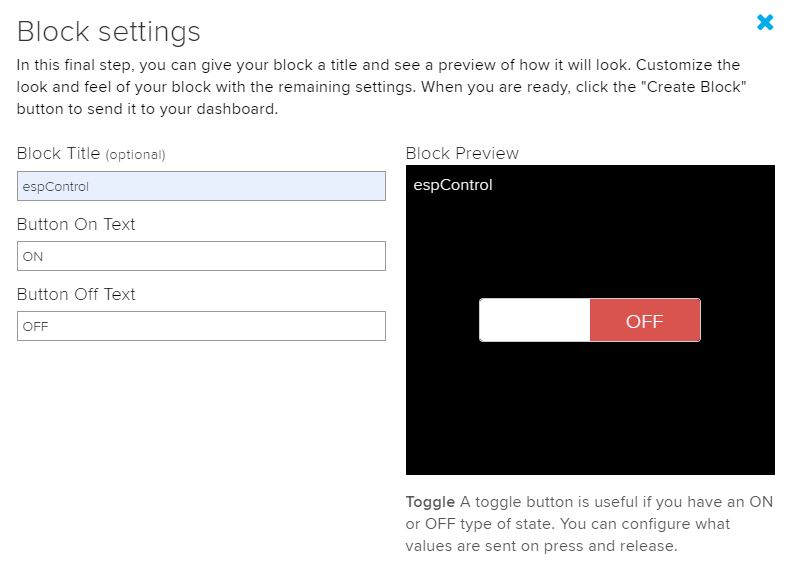 Block settings
In this final step, you can give your block a title and see a preview of how it will look. Customize the
look and feel of your block with the remaining settings. When you are ready, click the "Create Block"
button to send it to your dashboard.
Block Title (optional)
espControl
Button On Text
ON
Button Off Text
OFF
Block Preview
espControl
OFF
Toggle A toggle button is useful if you have an ON
or OFF type of state. You can configure what
values are sent on press and release.